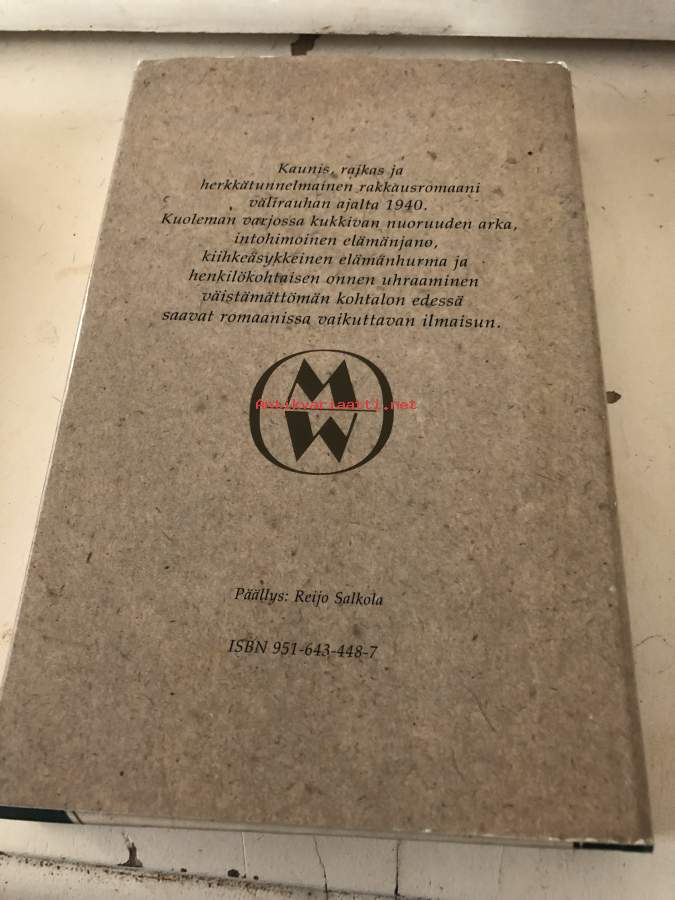 Kaunis, raikas ja
herkkätunnelmainen rakkausromaani
välirauhan ajalta 1940.
Kuoleman varjossa kukkivan nuoruuden arka,
intohimoinen elämänjano,
kiihkeäsykkeinen elämänhurma ja
henkilökohtaisen onnen uhraaminen
väistämättömän kohtalon edessä
saavat romaanissa vaikuttavan ilmaisun.
Antikvariaatti.net
Päällys: Reijo Salkola
ISBN 951-643-448-7